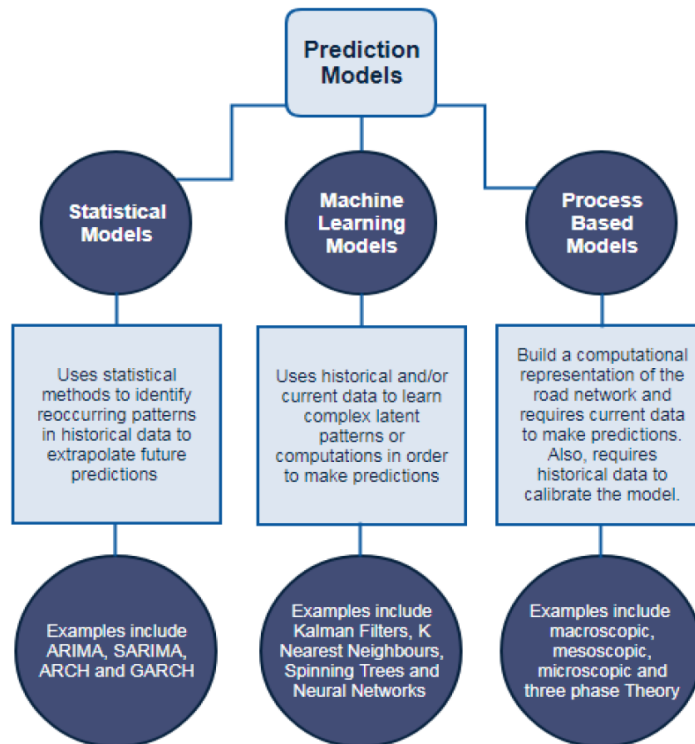 Prediction
Models
Statistical
Models
Machine
Learning
Models
Process
Based
Models
Uses statistical
methods to identify
reoccurring patterns
in historical data to
extrapolate future
predictions
Uses historical and/or
current data to learn
complex latent
patterns or
computations in order
to make predictions
Build a computational
representation of the
road network and
requires current data
to make predictions.
Also, requires
historical data to
calibrate the model.
Examples include
ARIMA, SARIMA,
ARCH and GARCH
Examples include
Kalman Filters, K
Nearest Neighbours,
Spinning Trees and
Neural Networks
Examples include
macroscopic,
mesoscopic,
microscopic and
three phase Theory